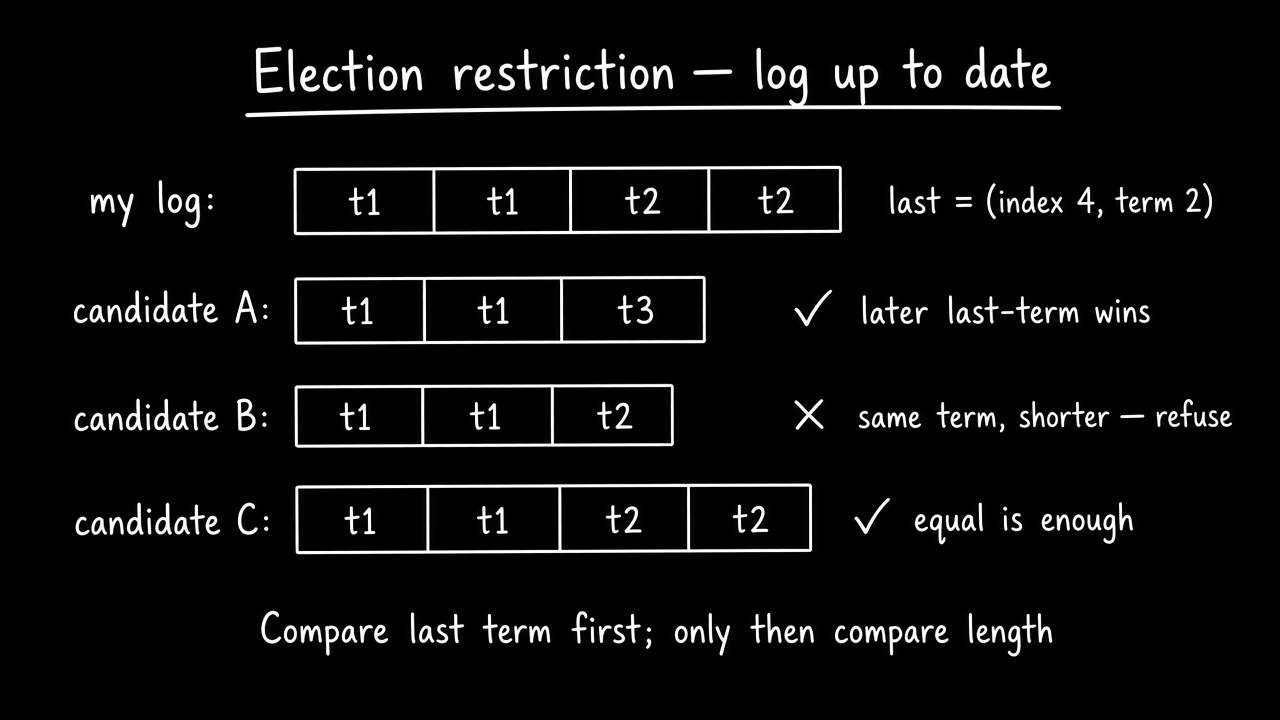 Election restriction — log up to date
my log: t1 t1 t2 t2 last = (index 4, term 2)
candidate A: t1 t1 t3 ✓ later last-term wins
candidate B: t1 t1 t2 ✗ same term, shorter — refuse
candidate C: t1 t1 t2 t2 ✓ equal is enough
Compare last term first; only then compare length